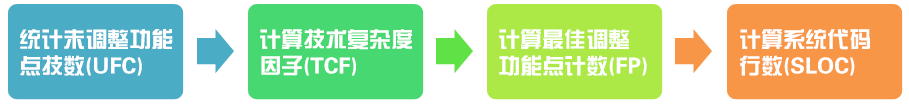 统计未调整功能
点技数(UFC)
计算技术复杂度
因子(TCF)
计算最佳调整
功能点计数(FP)
计算系统代码
行数(SLOC)